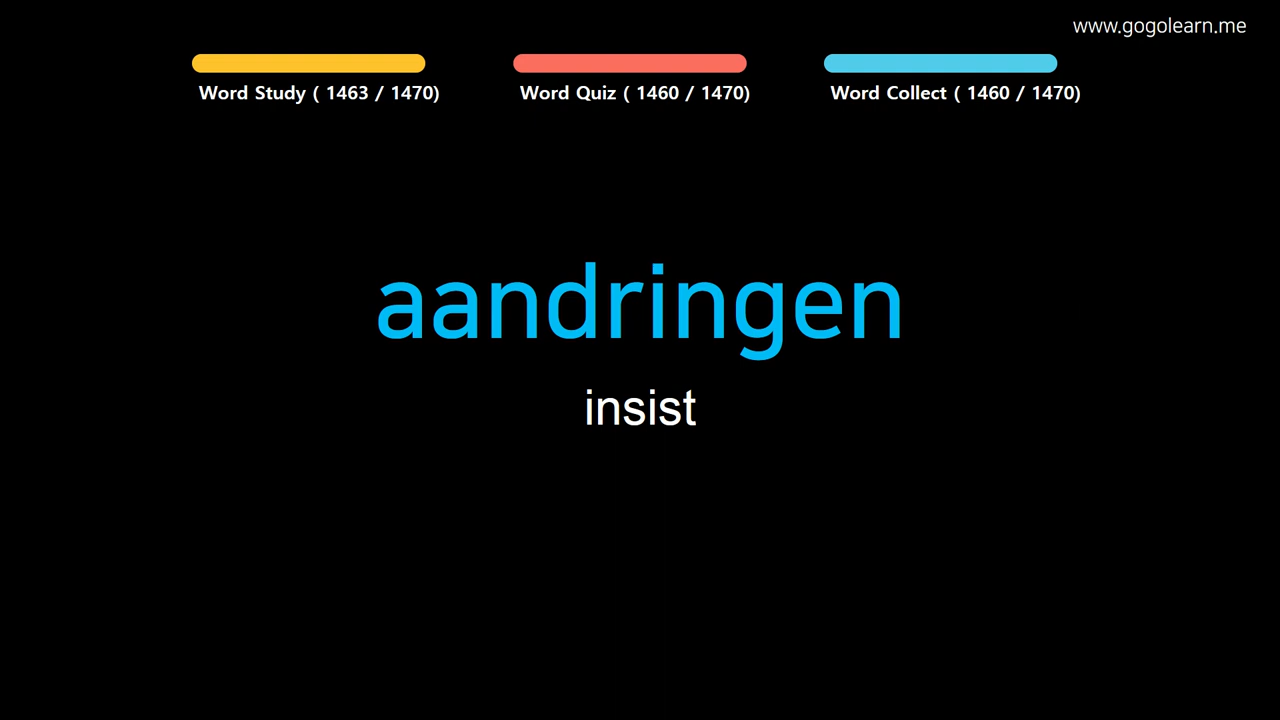 www.gogolearn.me
Word Study ( 1463 / 1470)
Word Quiz ( 1460 / 1470)
Word Collect ( 1460 / 1470)
aandringen
insist